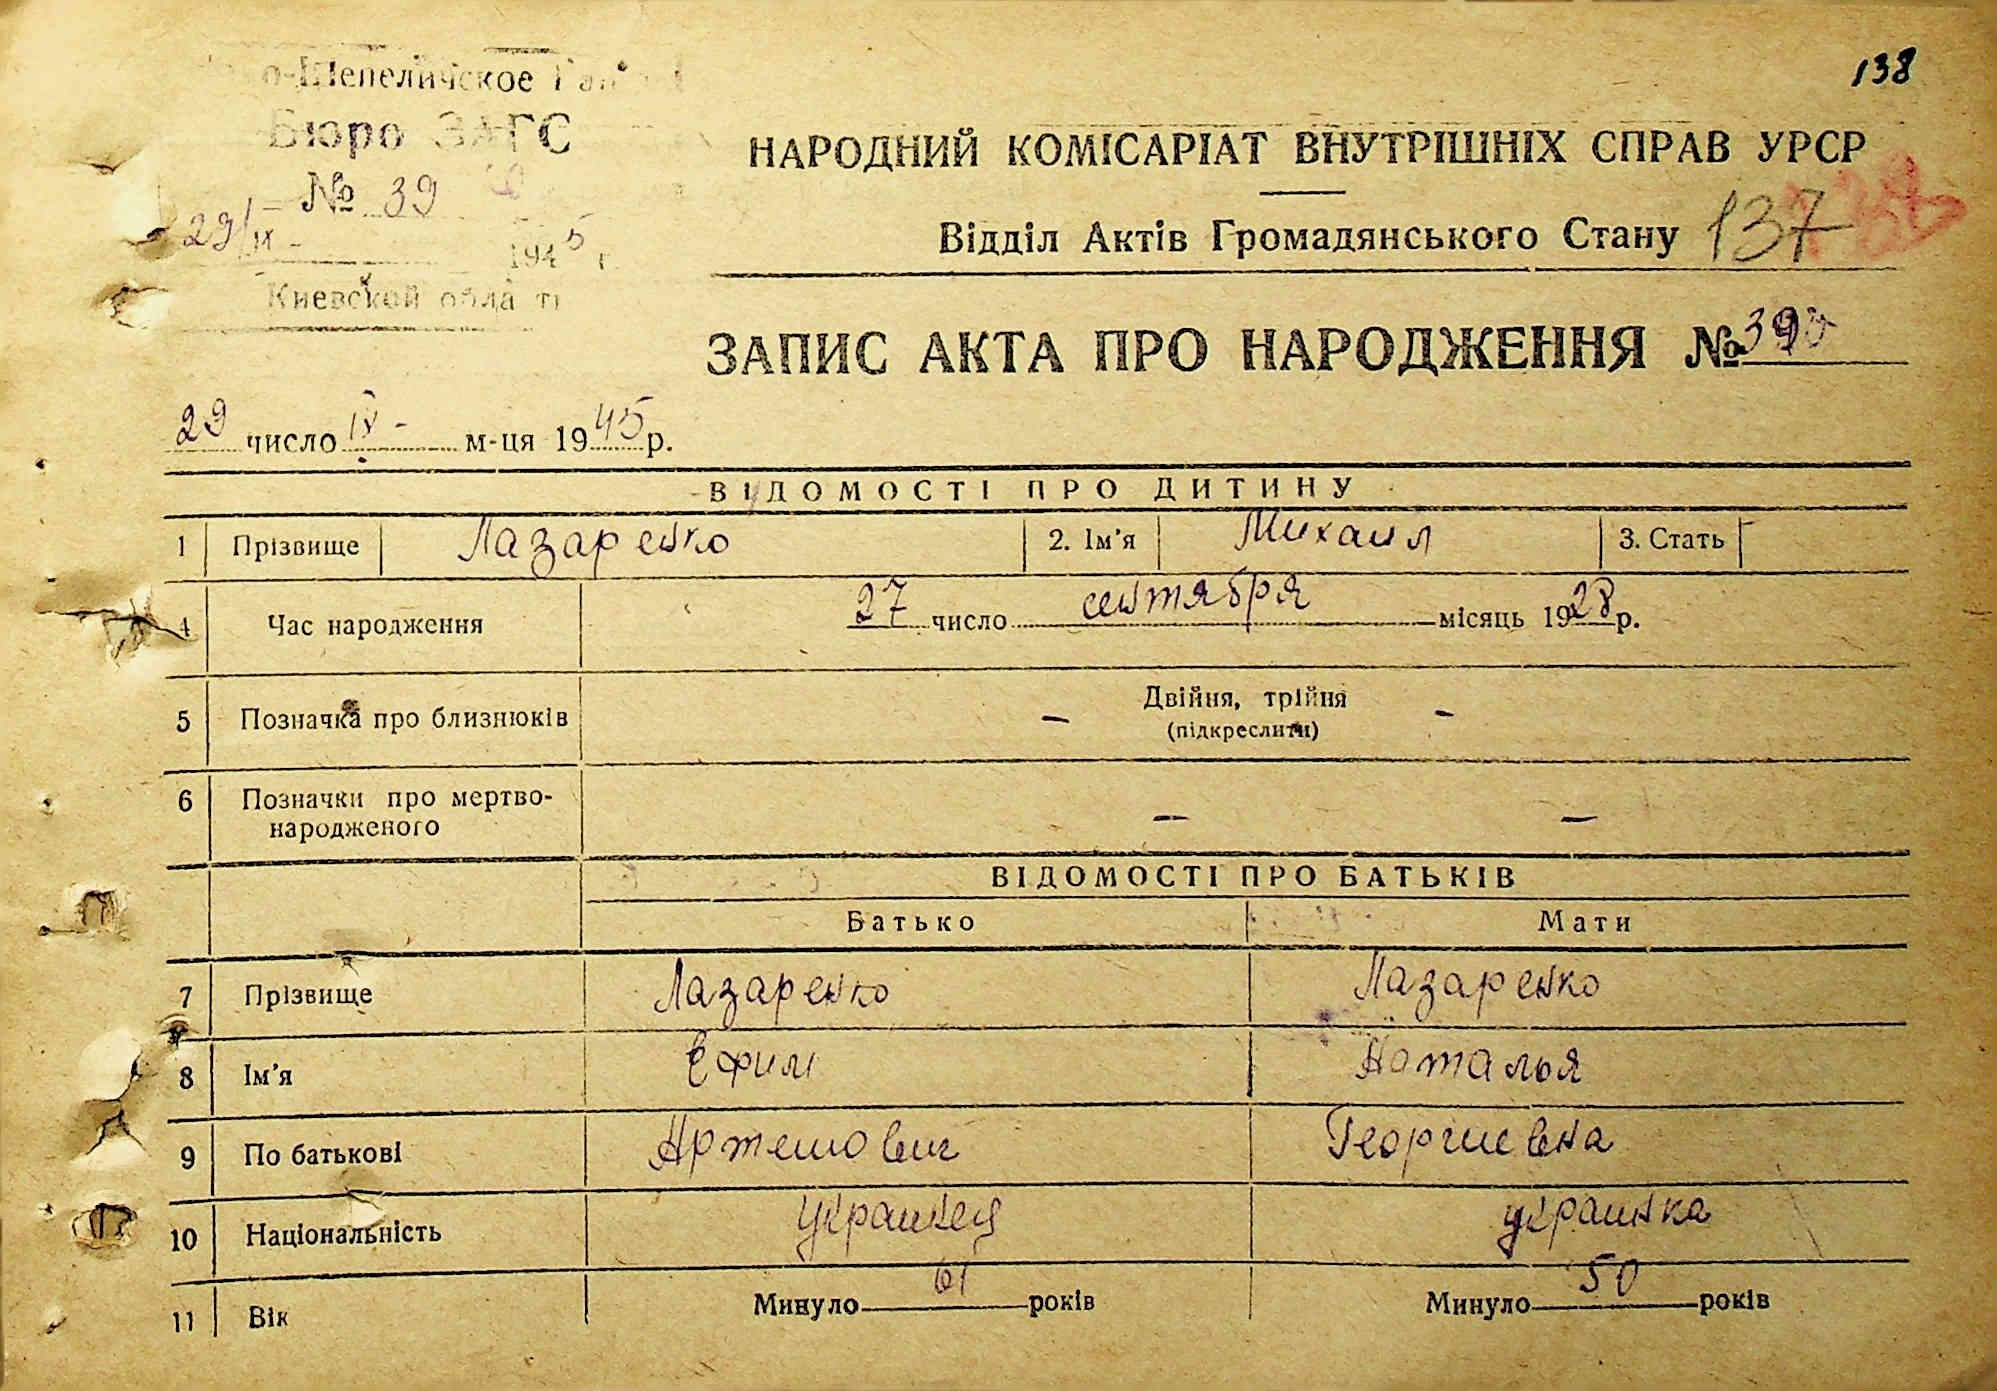 138
о-Шепеличское
Бюро ЗАГС
№ 39
29/IX - 1945 г.
Киевской
НАРОДНИЙ КОМІСАРІАТ ВНУТРІШНІХ СПРАВ УРСР
Відділ Актів Громадянського Стану 137
ЗАПИС АКТА ПРО НАРОДЖЕННЯ №
29 число IV - м-ця 1945 р.
ВІДОМОСТІ ПРО ДИТИНУ
1 Прізвище Лазаренко 2. Ім'я Михаил 3. Стать
4 Час народження 27 число сентября місяць 1928 р.
5 Позначка про близнюків - Двійня, трійня -
(підкреслити)
6 Позначки про мертво-
народженого - -
ВІДОМОСТІ ПРО БАТЬКІВ
Батько Мати
7 Прізвище Лазаренко Лазаренко
8 Ім'я Ефим Наталья
9 По батькові Артемович Георгиевна
10 Національність украинец украинка
11 Вік Минуло 61 років Минуло 50 років